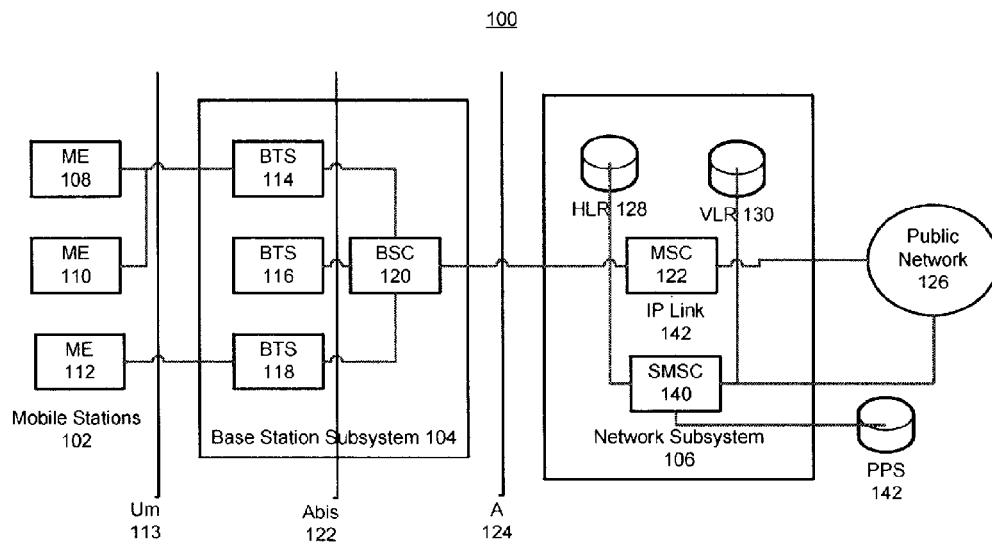 100
ME
108
BTS
114
HLR 128
VLR 130
ME
110
BTS
116
BSC
120
MSC
122
Public
Network
126
IP Link
142
ME
112
BTS
118
SMSC
140
Mobile Stations
102
Base Station Subsystem 104
Network Subsystem
106
PPS
142
Um
113
Abis
122
A
124